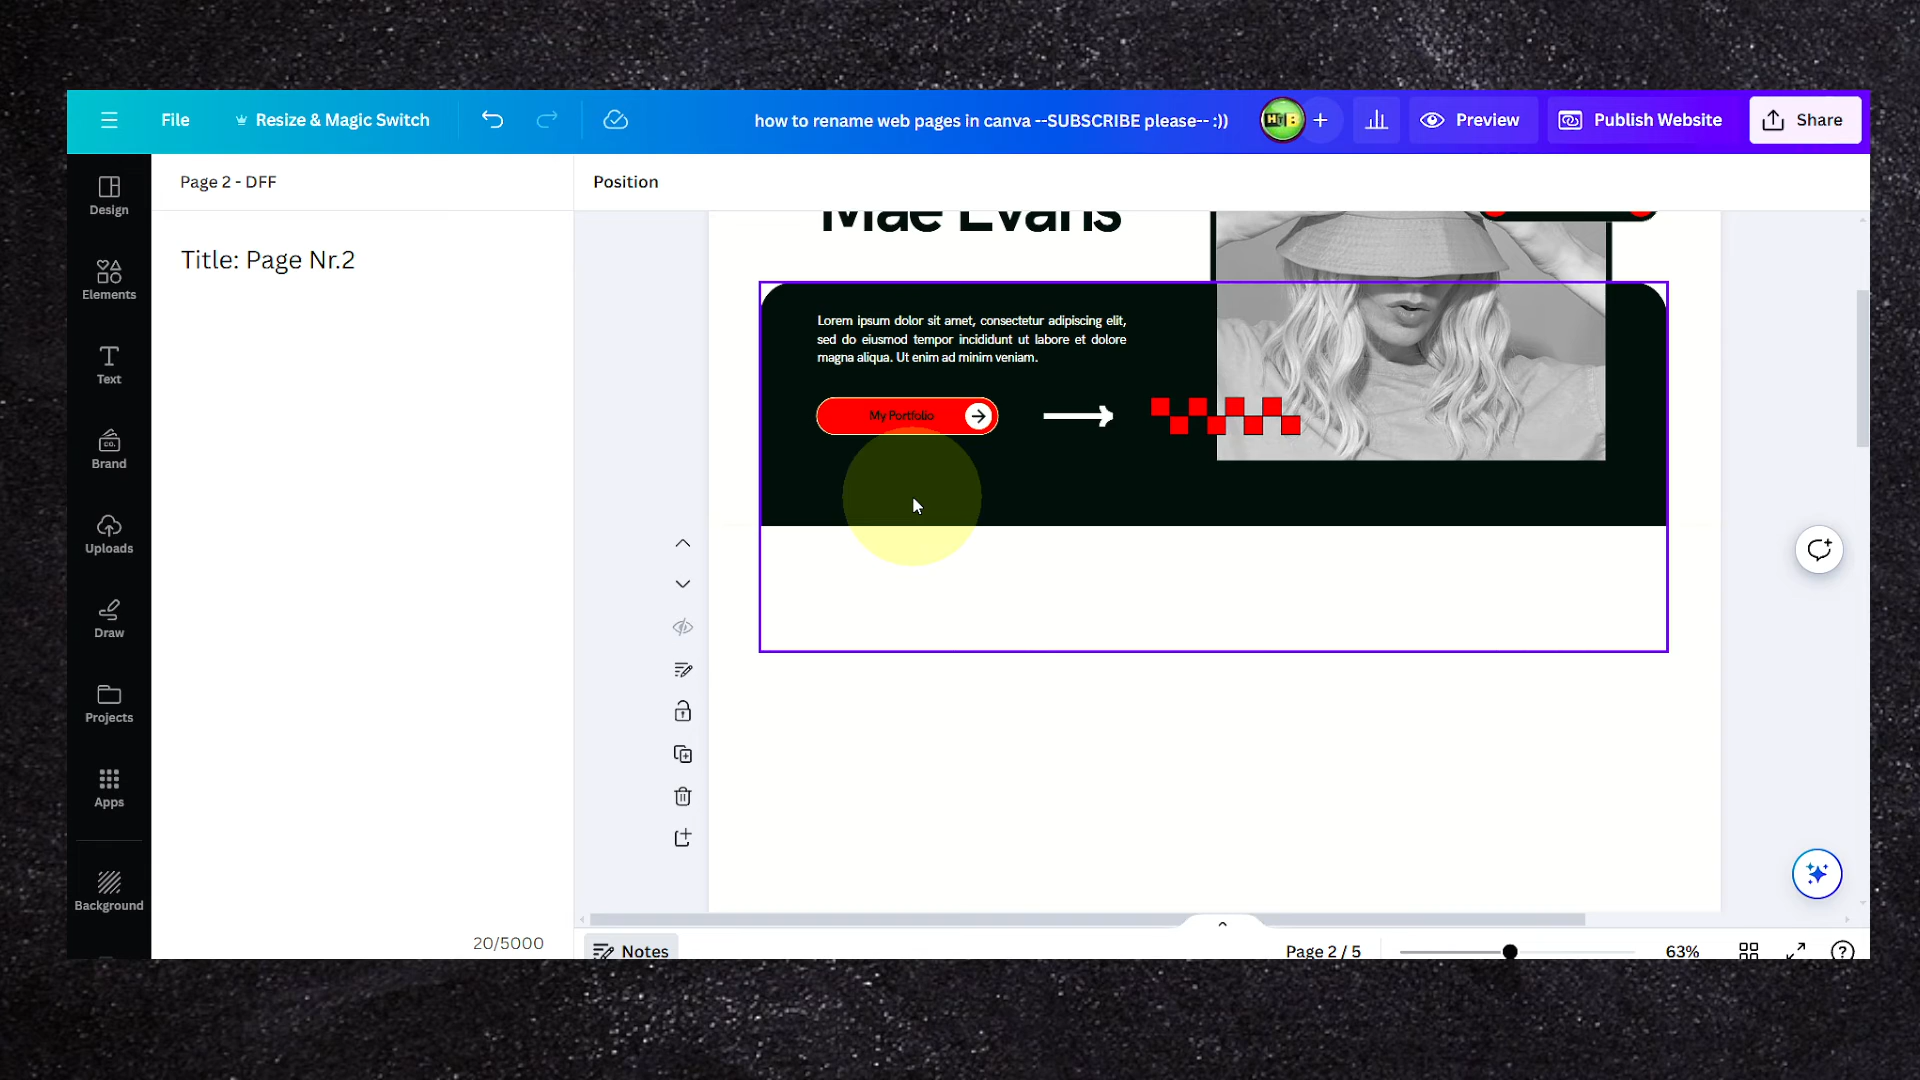 File
Resize & Magic Switch
how to rename web pages in canva --SUBSCRIBE please-- :))
Preview
Publish Website
Share
Design
Elements
Text
Brand
Uploads
Draw
Projects
Apps
Background
Page 2 - DFF
Title: Page Nr.2
20/5000
Position
Mae Evans
Lorem ipsum dolor sit amet, consectetur adipiscing elit,
sed do eiusmod tempor incididunt ut labore et dolore
magna aliqua. Ut enim ad minim veniam.
My Portfolio
Notes
Page 2 / 5
63%